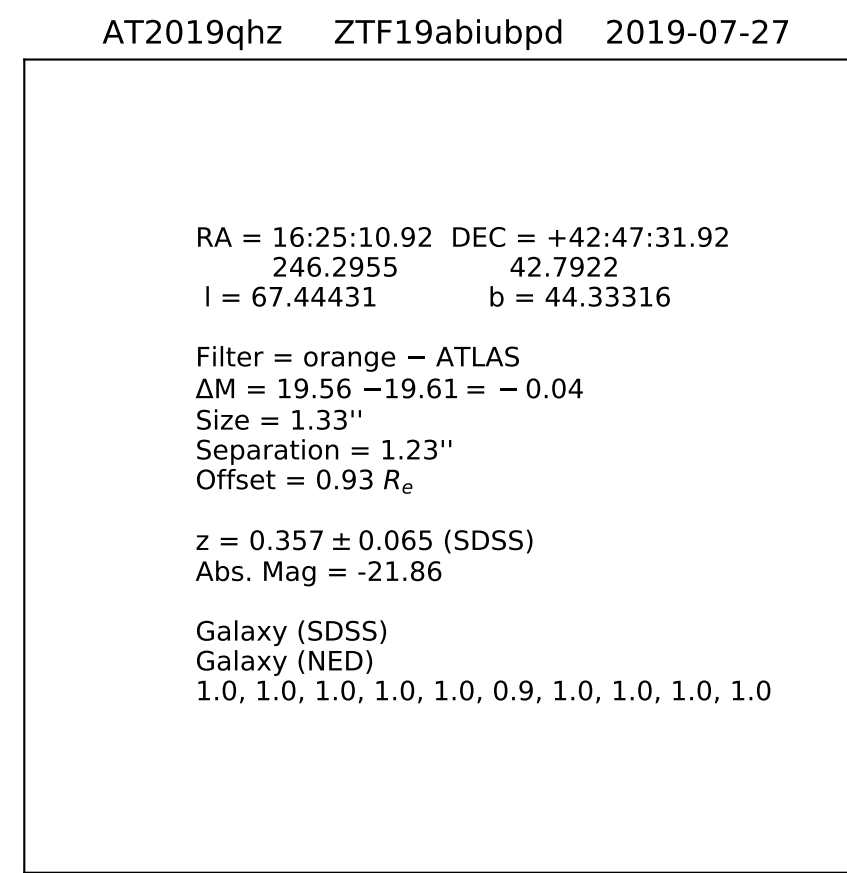 AT2019qhz ZTF19abiubpd 2019-07-27
RA = 16:25:10.92 DEC = +42:47:31.92
246.2955 42.7922
l = 67.44431 b = 44.33316
Filter = orange − ATLAS
ΔM = 19.56 −19.61 = − 0.04
Size = 1.33''
Separation = 1.23''
Offset = 0.93 Re
z = 0.357 ± 0.065 (SDSS)
Abs. Mag = -21.86
Galaxy (SDSS)
Galaxy (NED)
1.0, 1.0, 1.0, 1.0, 1.0, 0.9, 1.0, 1.0, 1.0, 1.0